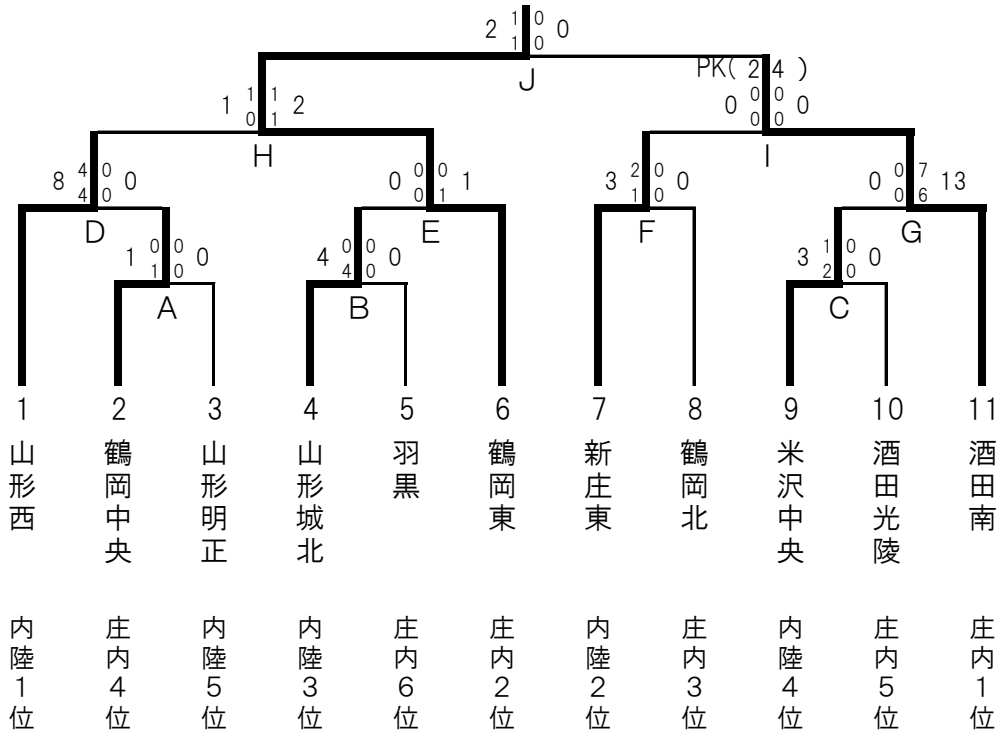 2 1 0 0
1 0
J
PK( 2 4 )
1 1 1 2
0 1
0 0 0 0
0 0
H
I
8 4 0 0
4 0
0 0 0 1
0 1
3 2 0 0
1 0
0 0 7 13
0 6
D
E
F
G
1 0 0 0
1 0
4 0 0 0
4 0
3 1 0 0
2 0
A
B
C
1 2 3 4 5 6 7 8 9 10 11
山形西
鶴岡中央
山形明正
山形城北
羽黒
鶴岡東
新庄東
鶴岡北
米沢中央
酒田光陵
酒田南
内陸1位
庄内4位
内陸5位
内陸3位
庄内6位
庄内2位
内陸2位
庄内3位
内陸4位
庄内5位
庄内1位